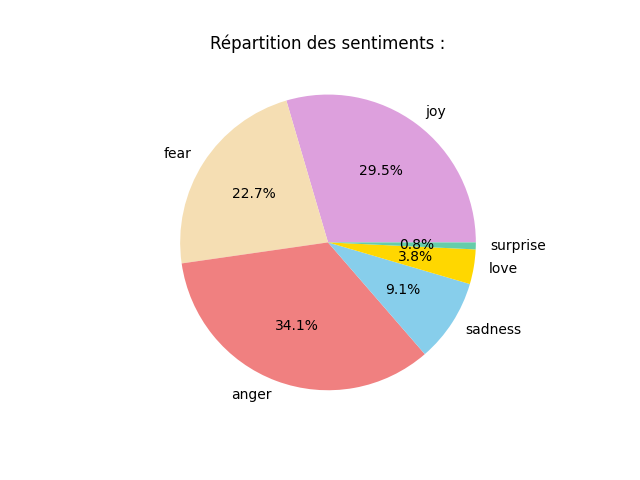 Répartition des sentiments :
joy
fear
29.5%
22.7%
0.8%
surprise
3.8%
love
9.1%
sadness
34.1%
anger